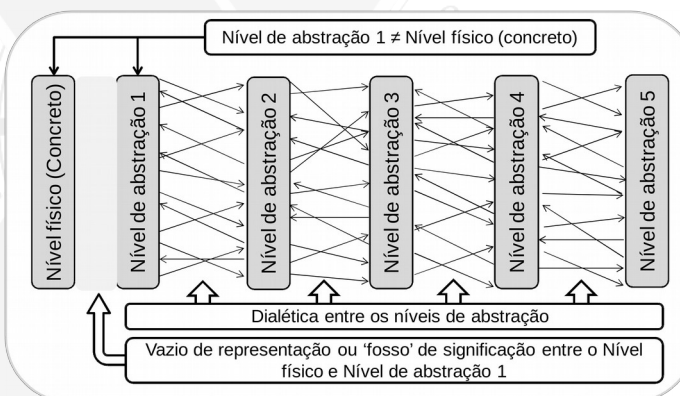 Nível de abstração 1 ≠ Nível físico (concreto)
Nível físico (Concreto)
Nível de abstração 1
Nível de abstração 2
Nível de abstração 3
Nível de abstração 4
Nível de abstração 5
Dialética entre os níveis de abstração
Vazio de representação ou ‘fosso’ de significação entre o Nível
físico e Nível de abstração 1